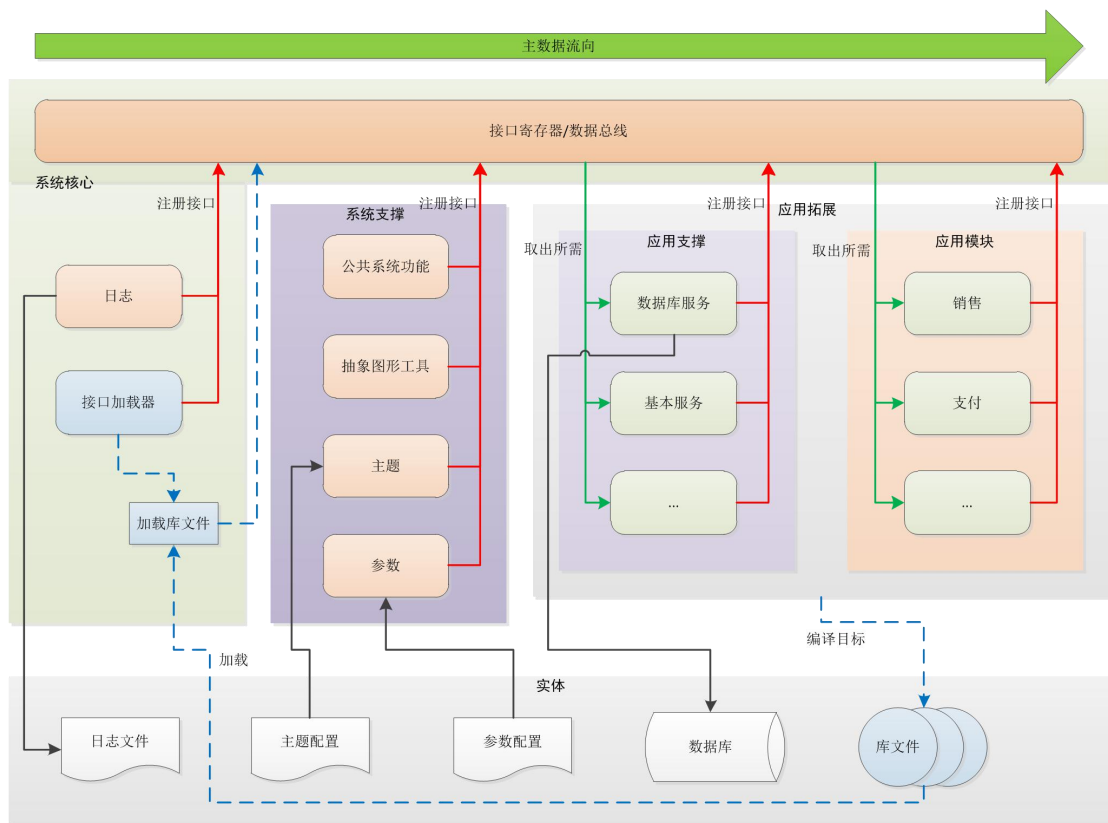 主数据流向
接口寄存器/数据总线
系统核心
注册接口
系统支撑
注册接口
注册接口
应用拓展
注册接口
取出所需
应用支撑
取出所需
应用模块
公共系统功能
日志
数据库服务
销售
抽象图形工具
接口加载器
基本服务
支付
主题
加载库文件
...
...
参数
加载
编译目标
实体
日志文件
主题配置
参数配置
数据库
库文件